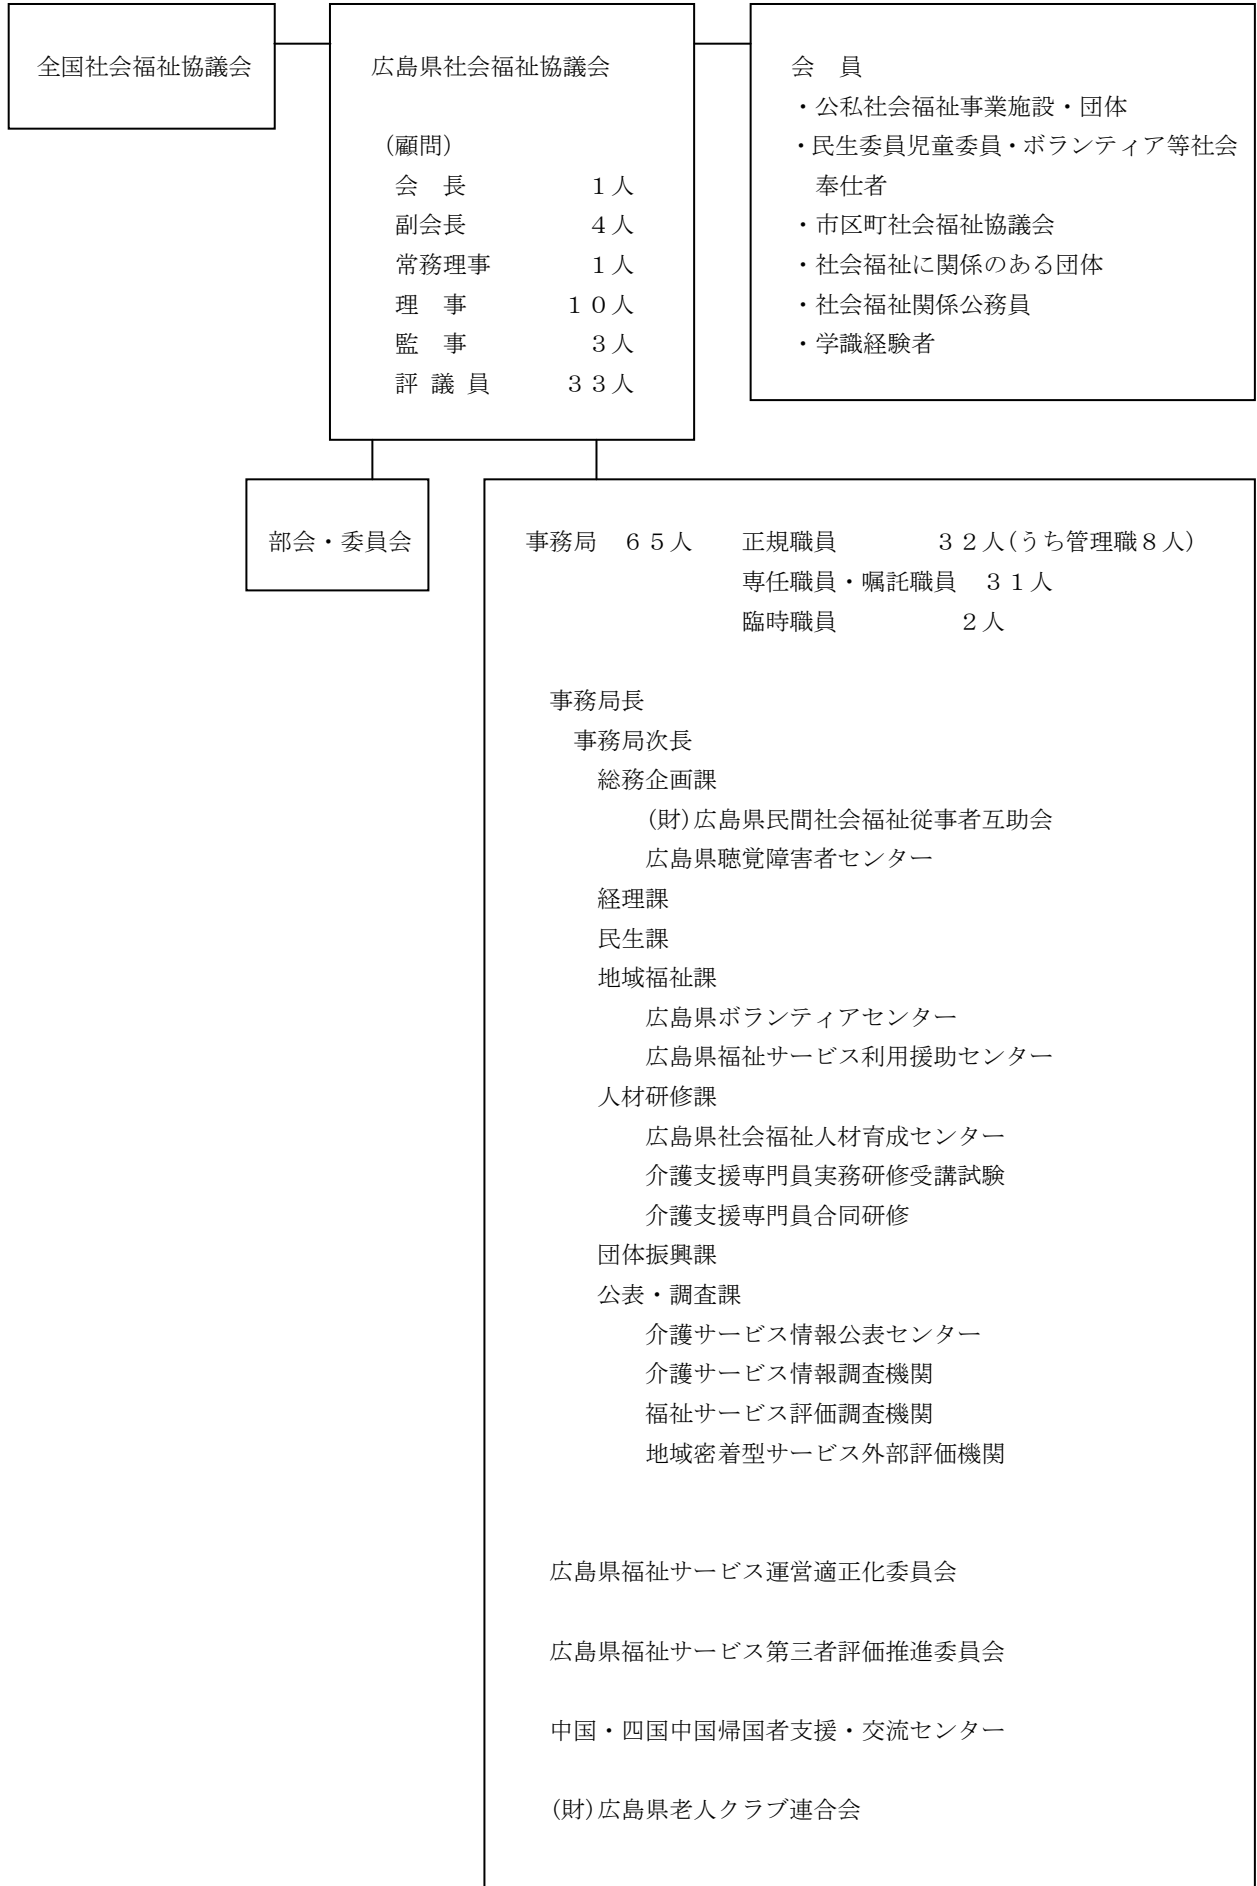 全国社会福祉協議会
広島県社会福祉協議会
(顧問)
会　長　１人
副会長　４人
常務理事　１人
理　事　１０人
監　事　３人
評 議 員　３３人
会　員
・公私社会福祉事業施設・団体
・民生委員児童委員・ボランティア等社会
奉仕者
・市区町社会福祉協議会
・社会福祉に関係のある団体
・社会福祉関係公務員
・学識経験者
部会・委員会
事務局　６５人　正規職員　３２人(うち管理職８人)
専任職員・嘱託職員　３１人
臨時職員　２人
事務局長
事務局次長
総務企画課
(財)広島県民間社会福祉従事者互助会
広島県聴覚障害者センター
経理課
民生課
地域福祉課
広島県ボランティアセンター
広島県福祉サービス利用援助センター
人材研修課
広島県社会福祉人材育成センター
介護支援専門員実務研修受講試験
介護支援専門員合同研修
団体振興課
公表・調査課
介護サービス情報公表センター
介護サービス情報調査機関
福祉サービス評価調査機関
地域密着型サービス外部評価機関
広島県福祉サービス運営適正化委員会
広島県福祉サービス第三者評価推進委員会
中国・四国中国帰国者支援・交流センター
(財)広島県老人クラブ連合会